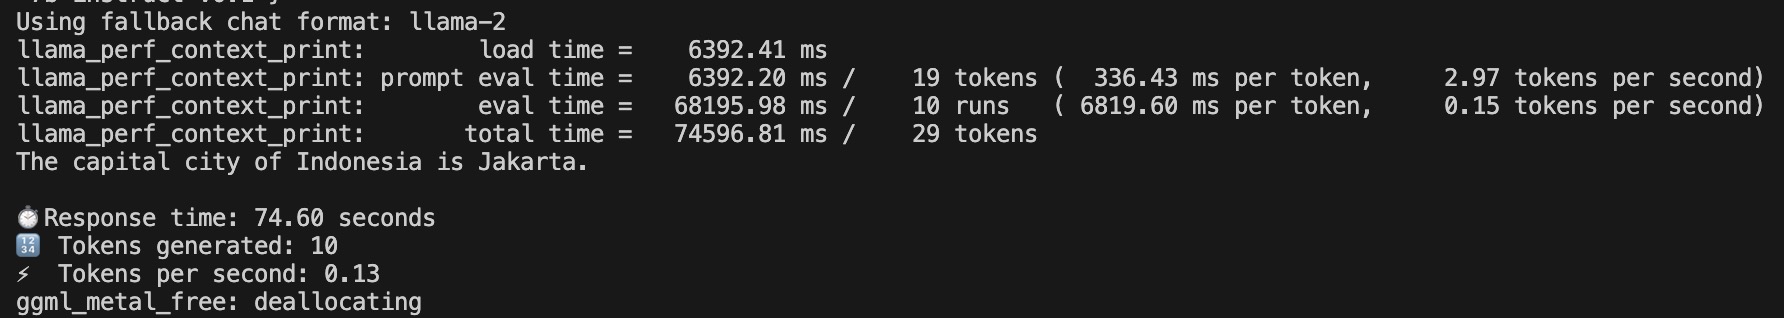 Using fallback chat format: llama-2
llama_perf_context_print:        load time =    6392.41 ms
llama_perf_context_print: prompt eval time =    6392.20 ms /    19 tokens (  336.43 ms per token,     2.97 tokens per second)
llama_perf_context_print:        eval time =   68195.98 ms /    10 runs   ( 6819.60 ms per token,     0.15 tokens per second)
llama_perf_context_print:       total time =   74596.81 ms /    29 tokens
The capital city of Indonesia is Jakarta.
⏱️Response time: 74.60 seconds
🔢 Tokens generated: 10
⚡ Tokens per second: 0.13
ggml_metal_free: deallocating